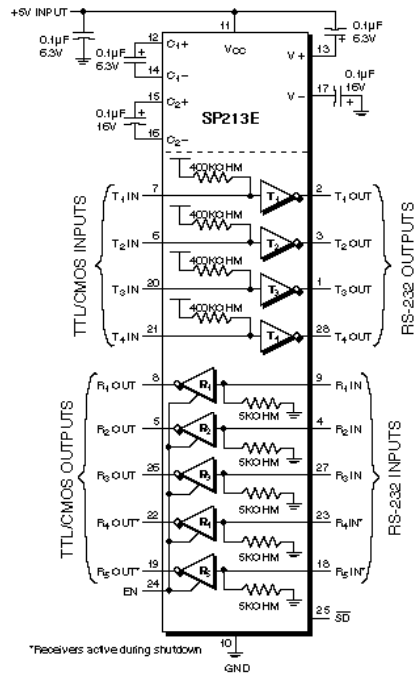 +5V INPUT
11
0.1µF
6.3V
12
C1+
VCC
V+
13
0.1µF
6.3V
0.1µF
6.3V
14
C1-
15
C2+
V-
17
0.1µF
16V
0.1µF
16V
16
C2-
SP213E
400KOHM
T1 IN
7
T1
2
T1 OUT
400KOHM
T2 IN
6
T2
3
T2 OUT
400KOHM
T3 IN
20
T3
1
T3 OUT
400KOHM
T4 IN
21
T4
28
T4 OUT
TTL/CMOS INPUTS
RS-232 OUTPUTS
R1 OUT
8
R1
9
R1 IN
5KOHM
R2 OUT
5
R2
4
R2 IN
5KOHM
R3 OUT
26
R3
27
R3 IN
5KOHM
R4 OUT*
22
R4
23
R4 IN*
5KOHM
R5 OUT*
19
R5
18
R5 IN*
5KOHM
TTL/CMOS OUTPUTS
RS-232 INPUTS
EN
24
25
SD
10
GND
*Receivers active during shutdown